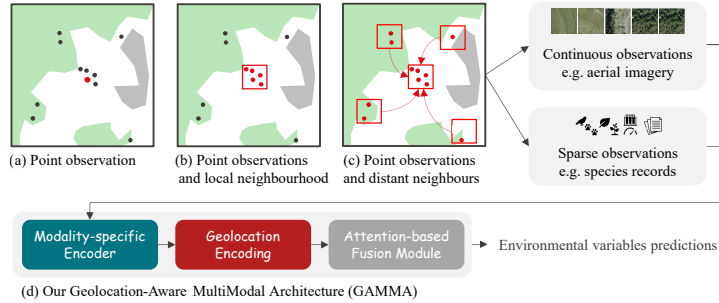 Continuous observations
e.g. aerial imagery
Sparse observations
e.g. species records
(a) Point observation
(b) Point observations
and local neighbourhood
(c) Point observations
and distant neighbours
Modality-specific
Encoder
Geolocation
Encoding
Attention-based
Fusion Module
Environmental variables predictions
(d) Our Geolocation-Aware MultiModal Architecture (GAMMA)